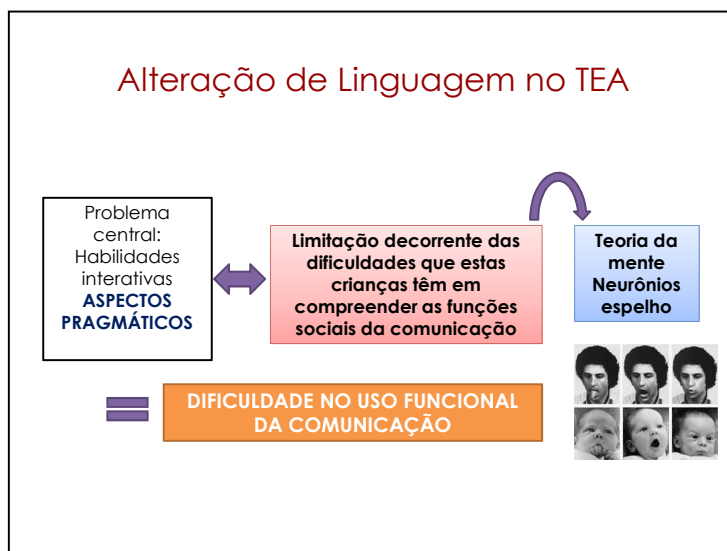 Alteração de Linguagem no TEA
Problema
central:
Habilidades
interativas
ASPECTOS
PRAGMÁTICOS
Limitação decorrente das
dificuldades que estas
crianças têm em
compreender as funções
sociais da comunicação
Teoria da
mente
Neurônios
espelho
DIFICULDADE NO USO FUNCIONAL
DA COMUNICAÇÃO